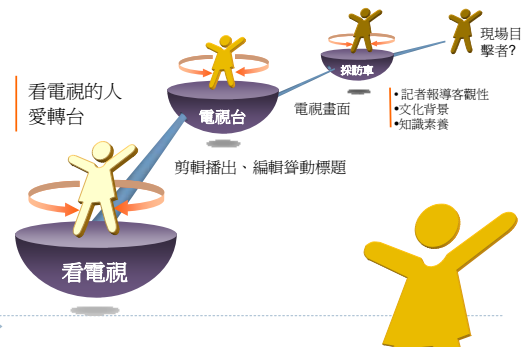 現場目
擊者?
採訪車
• 記者報導客觀性
•文化背景
•知識素養
電視台
電視畫面
看電視的人
愛轉台
剪輯播出、編輯聳動標題
看電視